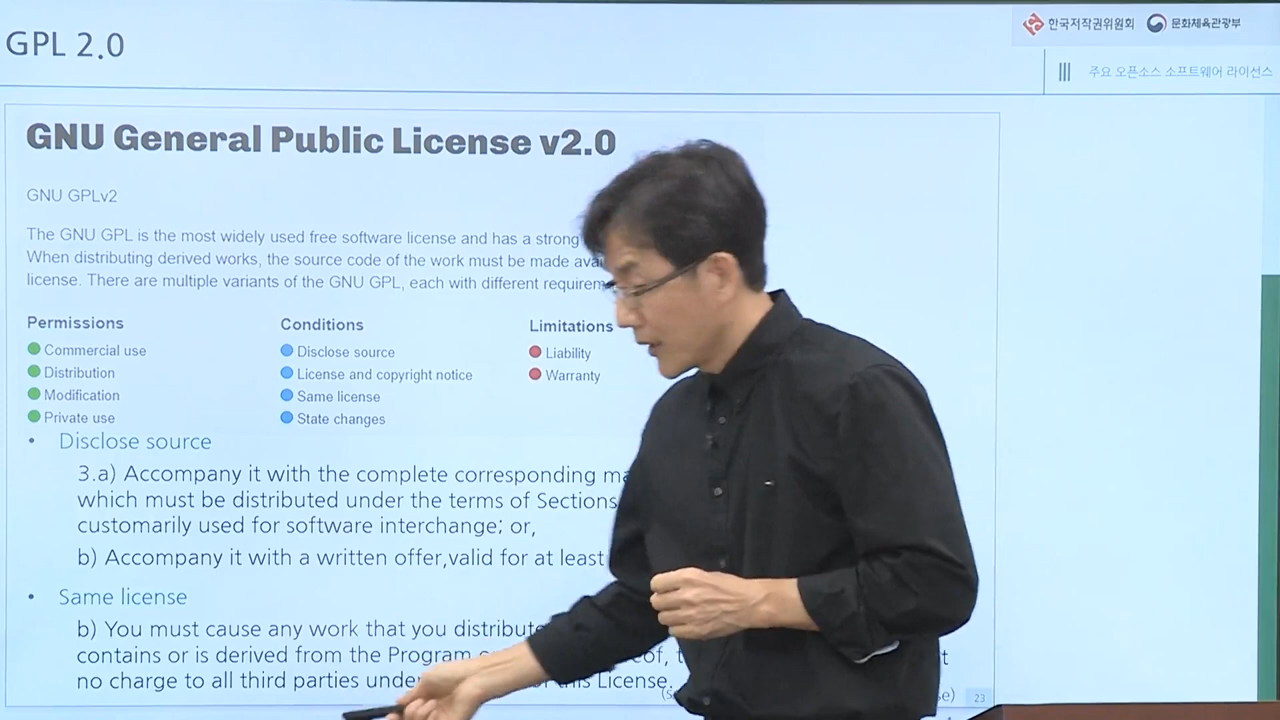 GPL 2.0
한국저작권위원회 문화체육관광부
주요 오픈소스 소프트웨어 라이선스
GNU General Public License v2.0
GNU GPLv2
The GNU GPL is the most widely used free software license and has a strong
When distributing derived works, the source code of the work must be made
license. There are multiple variants of the GNU GPL, each with different
Permissions
Commercial use
Distribution
Modification
Private use
Conditions
Disclose source
License and copyright notice
Same license
State changes
Limitations
Liability
Warranty
• Disclose source
3.a) Accompany it with the complete corresponding
which must be distributed under the terms of Sections
customarily used for software interchange; or,
b) Accompany it with a written offer,valid for at least
• Same license
b) You must cause any work that you
contains or is derived from the Program
no charge to all third parties License.
23